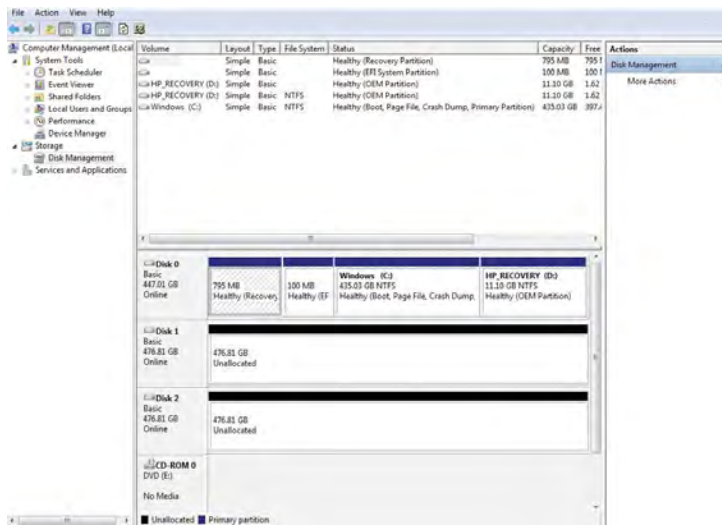 File Action View Help
Computer Management (Local
System Tools
Task Scheduler
Event Viewer
Shared Folders
Local Users and Groups
Performance
Device Manager
Storage
Disk Management
Services and Applications
Volume Layout Type File System Status Capacity Free
Simple Basic Healthy (Recovery Partition) 795 MB 795
Simple Basic Healthy (EFI System Partition) 100 MB 100
HP_RECOVERY (D:) Simple Basic Healthy (OEM Partition) 11.10 GB 1.62
HP_RECOVERY (D:) Simple Basic NTFS Healthy (OEM Partition) 11.10 GB 1.62
Windows (C:) Simple Basic NTFS Healthy (Boot, Page File, Crash Dump, Primary Partition) 435.03 GB 397.
Actions
Disk Management
More Actions
Disk 0
Basic
447.01 GB
Online
795 MB
Healthy (Recovery
100 MB
Healthy (EF
Windows (C:)
435.03 GB NTFS
Healthy (Boot, Page File, Crash Dump,
HP_RECOVERY (D:)
11.10 GB NTFS
Healthy (OEM Partition)
Disk 1
Basic
476.81 GB
Online
476.81 GB
Unallocated
Disk 2
Basic
476.81 GB
Online
476.81 GB
Unallocated
CD-ROM 0
DVD (E:)
No Media
Unallocated Primary partition